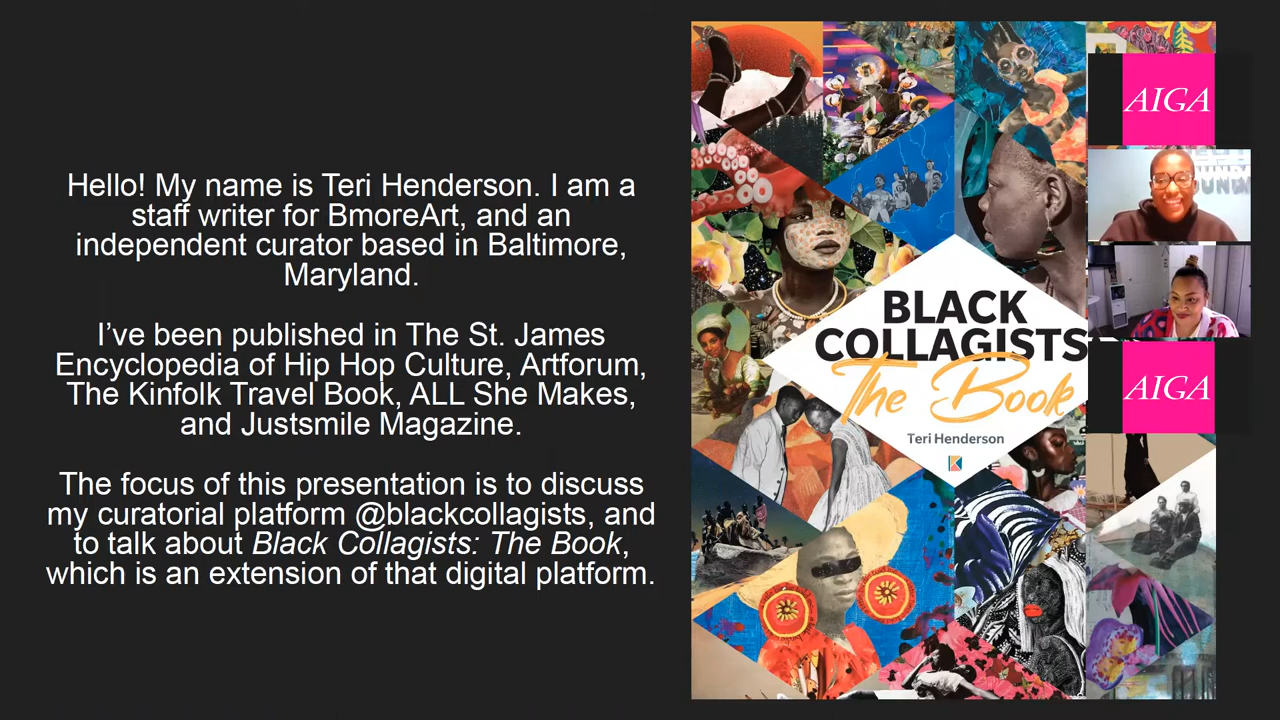 Hello! My name is Teri Henderson. I am a
staff writer for BmoreArt, and an
independent curator based in Baltimore,
Maryland.
I've been published in The St. James
Encyclopedia of Hip Hop Culture, Artforum,
The Kinfolk Travel Book, ALL She Makes,
and Justsmile Magazine.
The focus of this presentation is to discuss
my curatorial platform @blackcollagists, and
to talk about Black Collagists: The Book,
which is an extension of that digital platform.
BLACK
COLLAGISTS
The Book
Teri Henderson
AIGA
AIGA